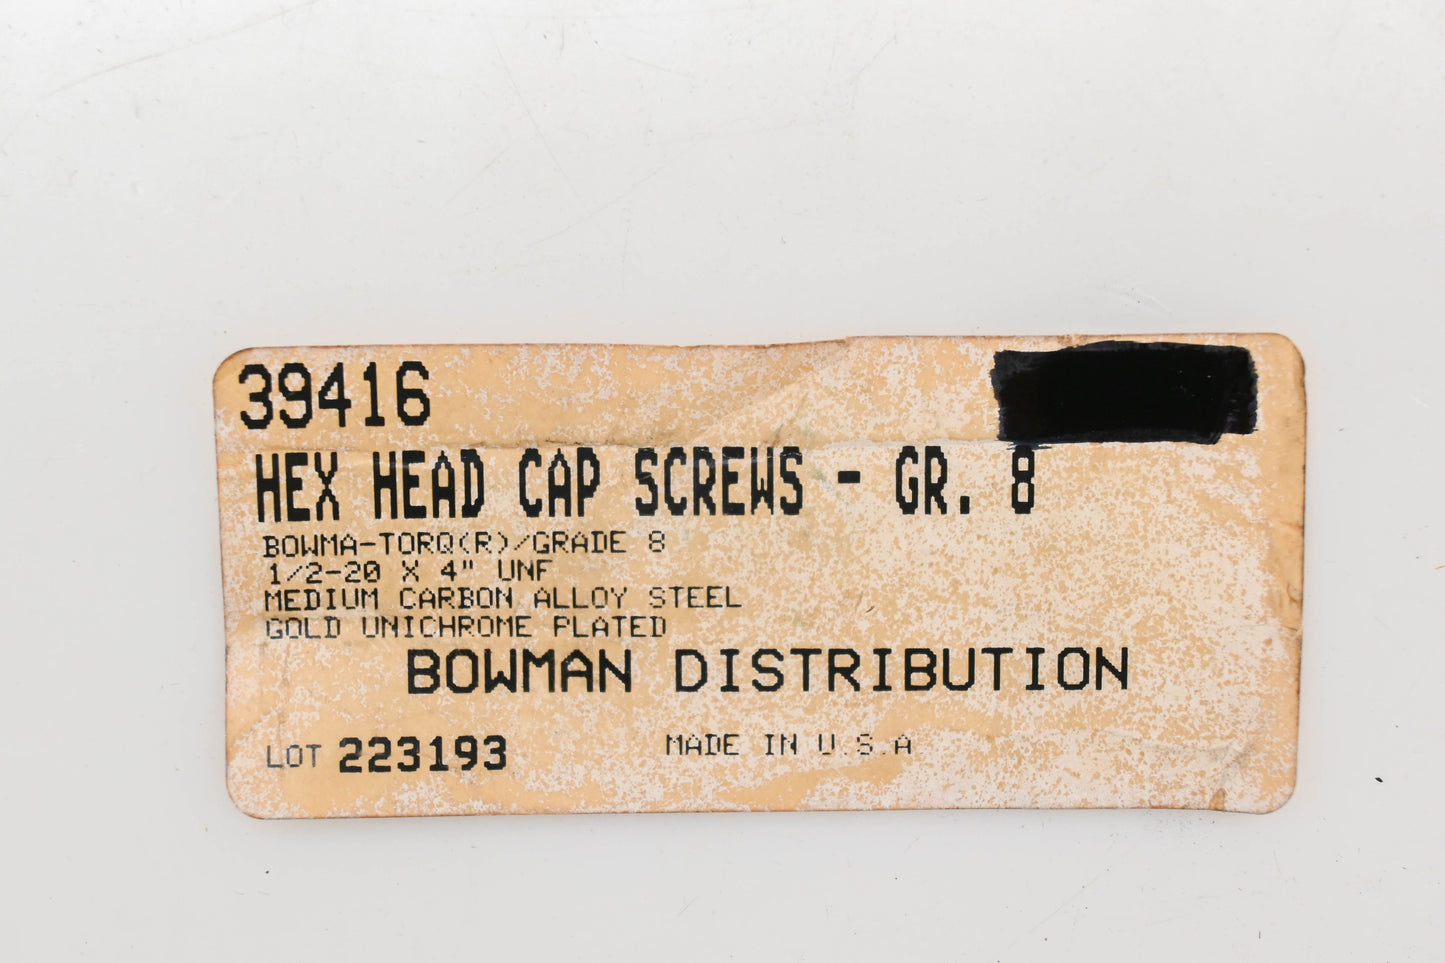 39416
HEX HEAD CAP SCREWS - GR. 8
BOWMA-TORQ(R)/GRADE 8
1/2-20 X 4" UNF
MEDIUM CARBON ALLOY STEEL
GOLD UNICHROME PLATED
BOWMAN DISTRIBUTION
LOT 223193 MADE IN U.S.A